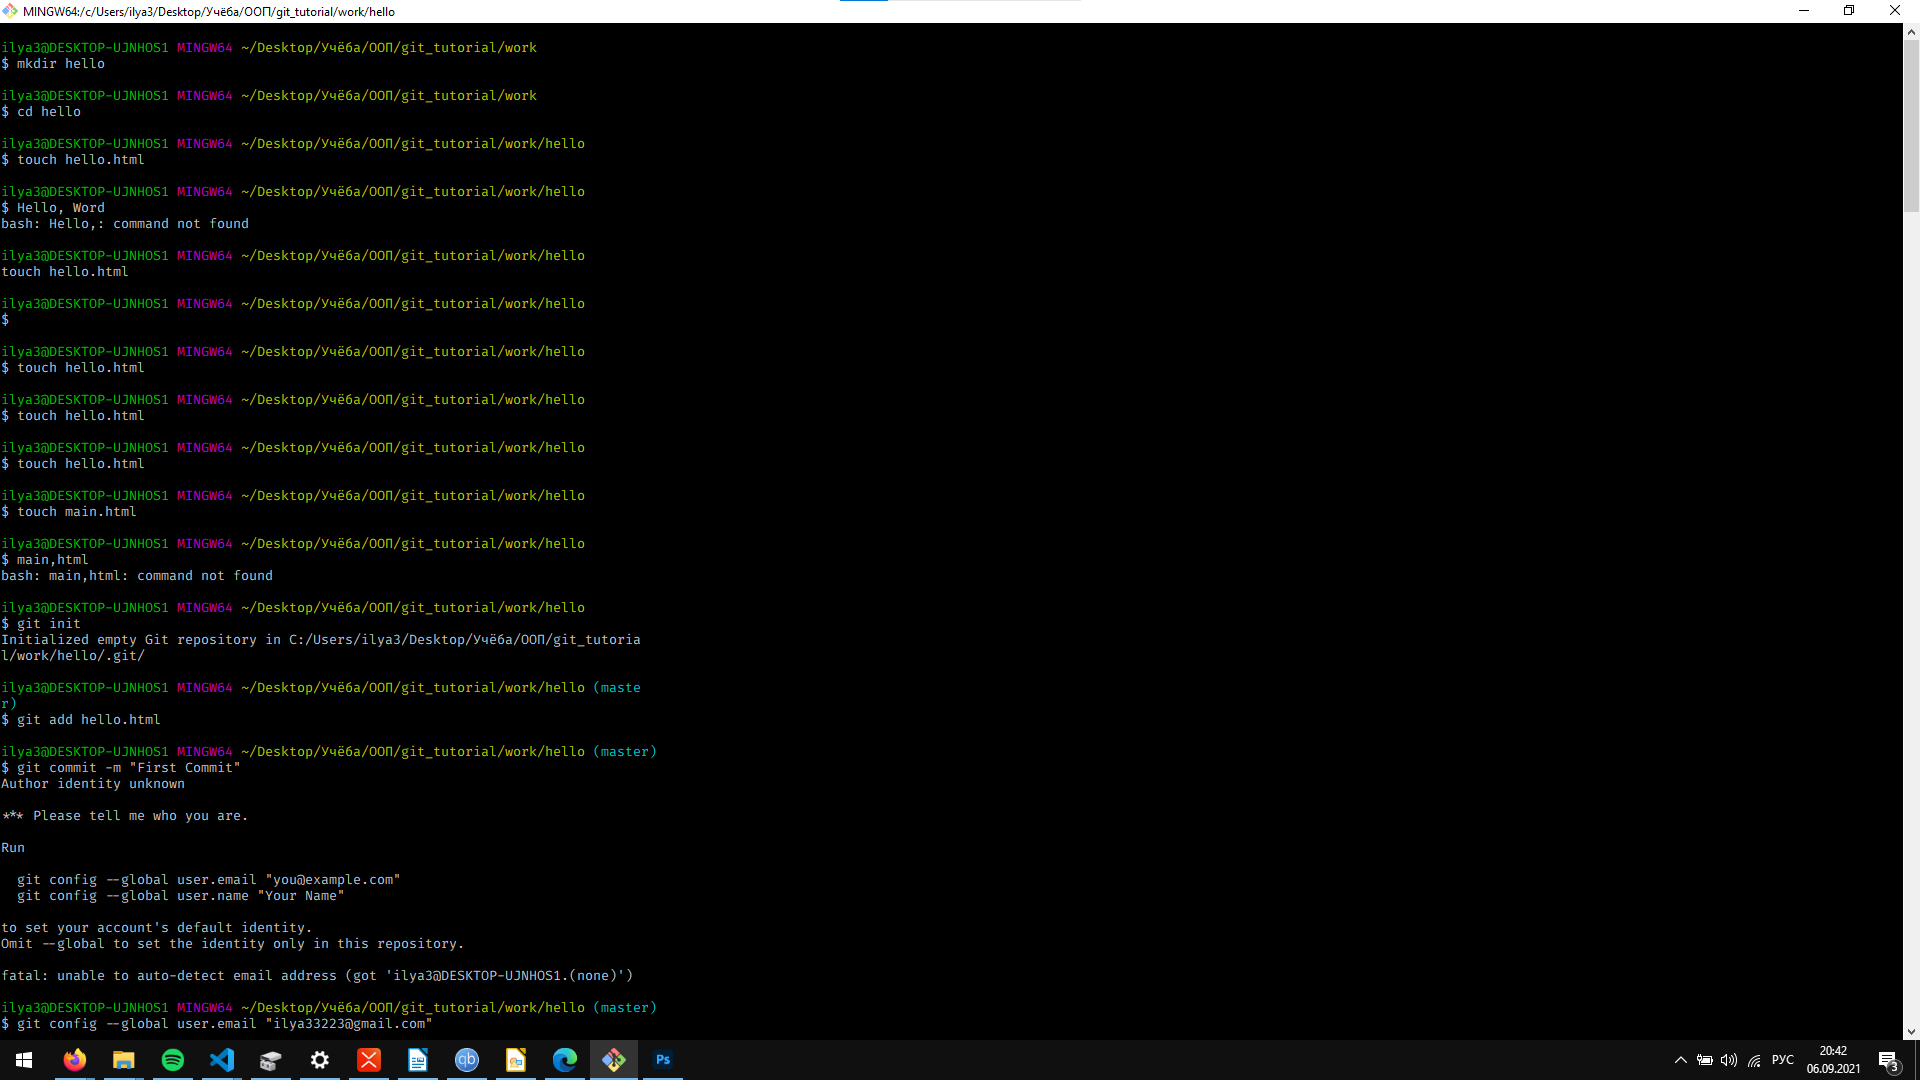 MINGW64:/c/Users/ilya3/Desktop/Учёба/ООП/git_tutorial/work/hello
ilya3@DESKTOP-UJNHOS1 MINGW64 ~/Desktop/Учёба/ООП/git_tutorial/work
$ mkdir hello
ilya3@DESKTOP-UJNHOS1 MINGW64 ~/Desktop/Учёба/ООП/git_tutorial/work
$ cd hello
ilya3@DESKTOP-UJNHOS1 MINGW64 ~/Desktop/Учёба/ООП/git_tutorial/work/hello
$ touch hello.html
ilya3@DESKTOP-UJNHOS1 MINGW64 ~/Desktop/Учёба/ООП/git_tutorial/work/hello
$ Hello, Word
bash: Hello,: command not found
ilya3@DESKTOP-UJNHOS1 MINGW64 ~/Desktop/Учёба/ООП/git_tutorial/work/hello
touch hello.html
ilya3@DESKTOP-UJNHOS1 MINGW64 ~/Desktop/Учёба/ООП/git_tutorial/work/hello
$
ilya3@DESKTOP-UJNHOS1 MINGW64 ~/Desktop/Учёба/ООП/git_tutorial/work/hello
$ touch hello.html
ilya3@DESKTOP-UJNHOS1 MINGW64 ~/Desktop/Учёба/ООП/git_tutorial/work/hello
$ touch hello.html
ilya3@DESKTOP-UJNHOS1 MINGW64 ~/Desktop/Учёба/ООП/git_tutorial/work/hello
$ touch hello.html
ilya3@DESKTOP-UJNHOS1 MINGW64 ~/Desktop/Учёба/ООП/git_tutorial/work/hello
$ touch main.html
ilya3@DESKTOP-UJNHOS1 MINGW64 ~/Desktop/Учёба/ООП/git_tutorial/work/hello
$ main,html
bash: main,html: command not found
ilya3@DESKTOP-UJNHOS1 MINGW64 ~/Desktop/Учёба/ООП/git_tutorial/work/hello
$ git init
Initialized empty Git repository in C:/Users/ilya3/Desktop/Учёба/ООП/git_tutoria
l/work/hello/.git/
ilya3@DESKTOP-UJNHOS1 MINGW64 ~/Desktop/Учёба/ООП/git_tutorial/work/hello (maste
r)
$ git add hello.html
ilya3@DESKTOP-UJNHOS1 MINGW64 ~/Desktop/Учёба/ООП/git_tutorial/work/hello (master)
$ git commit -m "First Commit"
Author identity unknown
*** Please tell me who you are.
Run
git config --global user.email "you@example.com"
git config --global user.name "Your Name"
to set your account's default identity.
Omit --global to set the identity only in this repository.
fatal: unable to auto-detect email address (got 'ilya3@DESKTOP-UJNHOS1.(none)')
ilya3@DESKTOP-UJNHOS1 MINGW64 ~/Desktop/Учёба/ООП/git_tutorial/work/hello (master)
$ git config --global user.email "ilya33223@gmail.com"
qb
Ps
РУС
20:42
06.09.2021
3